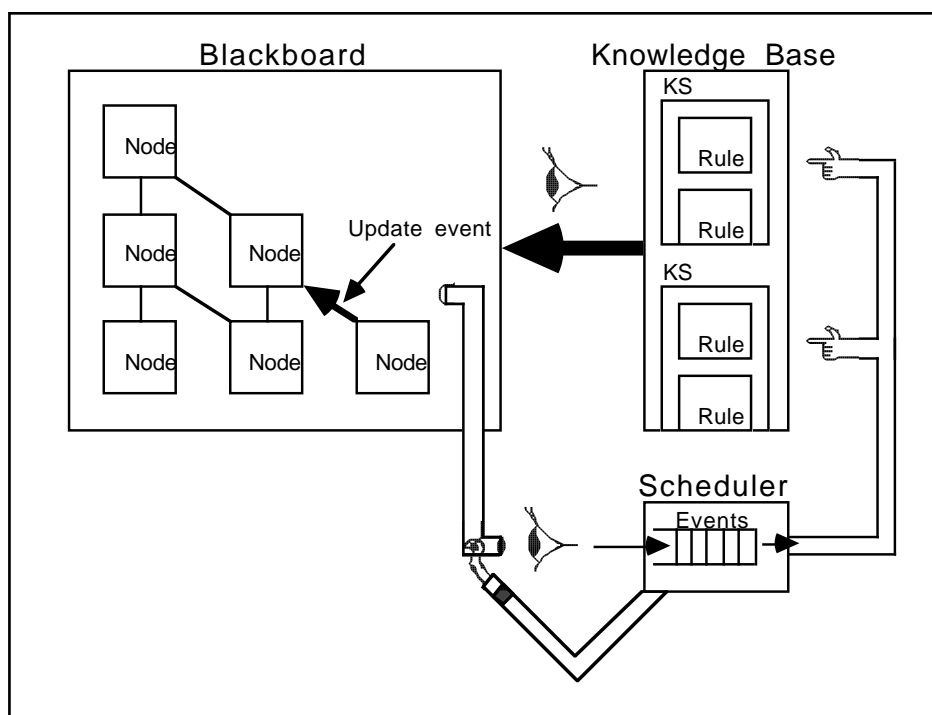 Blackboard
Knowledge Base
KS
Node
Rule
Update event
Node
Node
Rule
KS
Node
Node
Node
Rule
Rule
Scheduler
Events